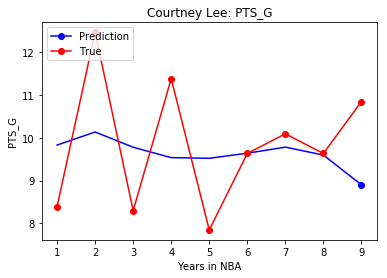 Courtney Lee: PTS_G
Prediction
True
PTS_G
12
11
10
9
8
1 2 3 4 5 6 7 8 9
Years in NBA